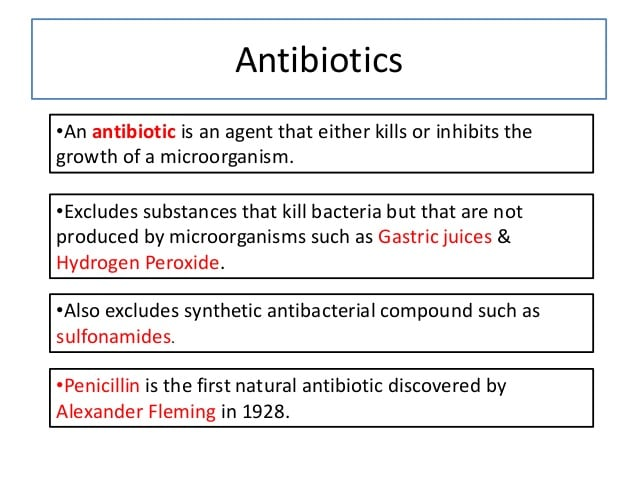 Antibiotics
•An antibiotic is an agent that either kills or inhibits the
growth of a microorganism.
•Excludes substances that kill bacteria but that are not
produced by microorganisms such as Gastric juices &
Hydrogen Peroxide.
•Also excludes synthetic antibacterial compound such as
sulfonamides.
•Penicillin is the first natural antibiotic discovered by
Alexander Fleming in 1928.